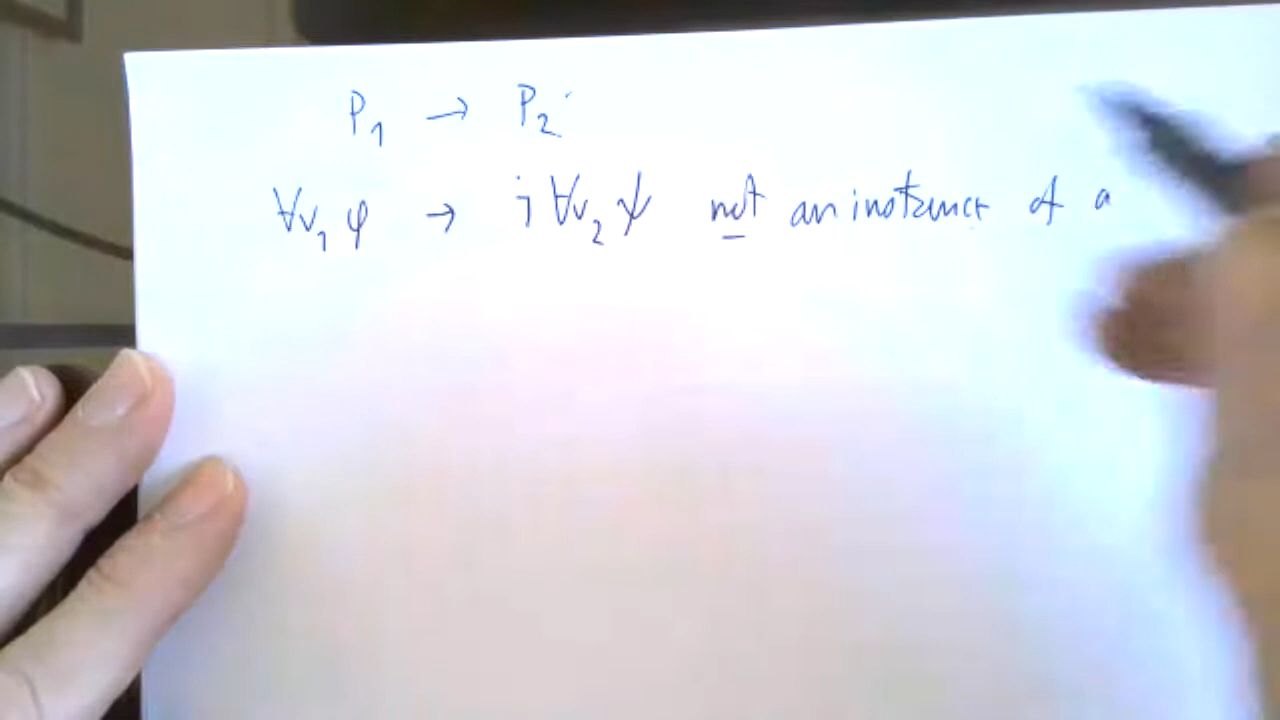 P₁ → P₂
∀v₁ φ → ¬∀v₂ ψ not an instance of a